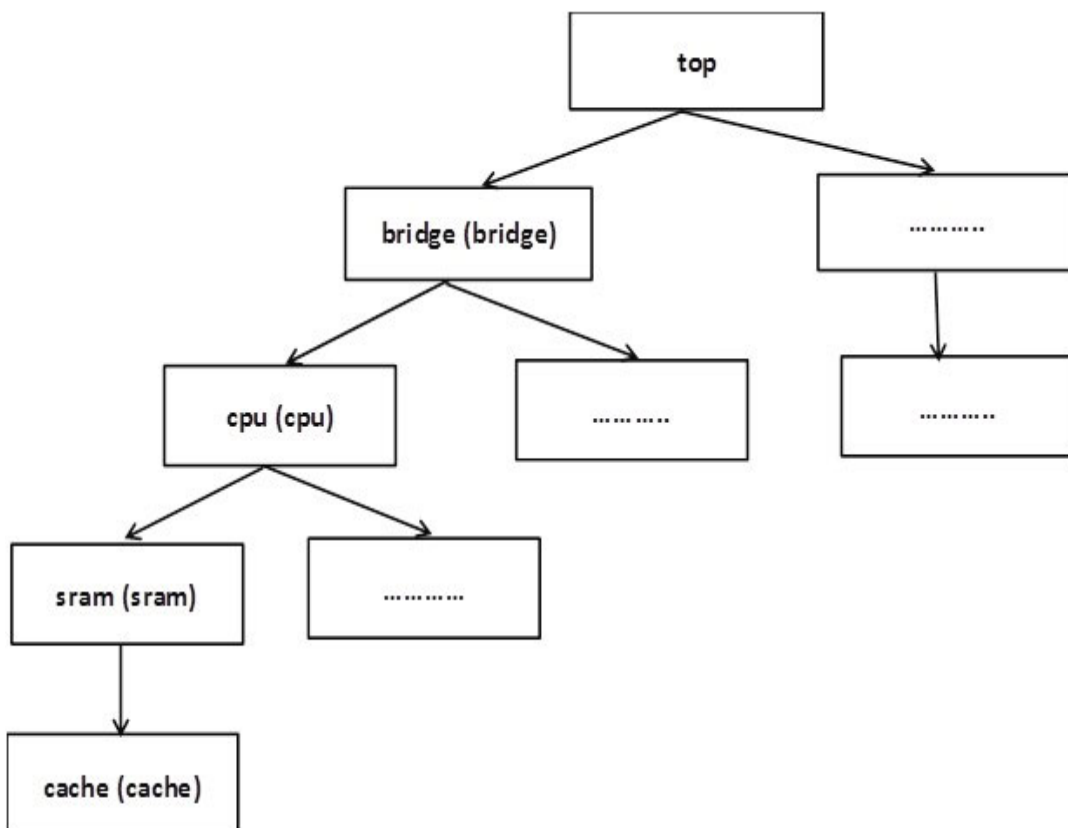 top
bridge (bridge)
………..
cpu (cpu)
………..
………..
sram (sram)
…………
cache (cache)